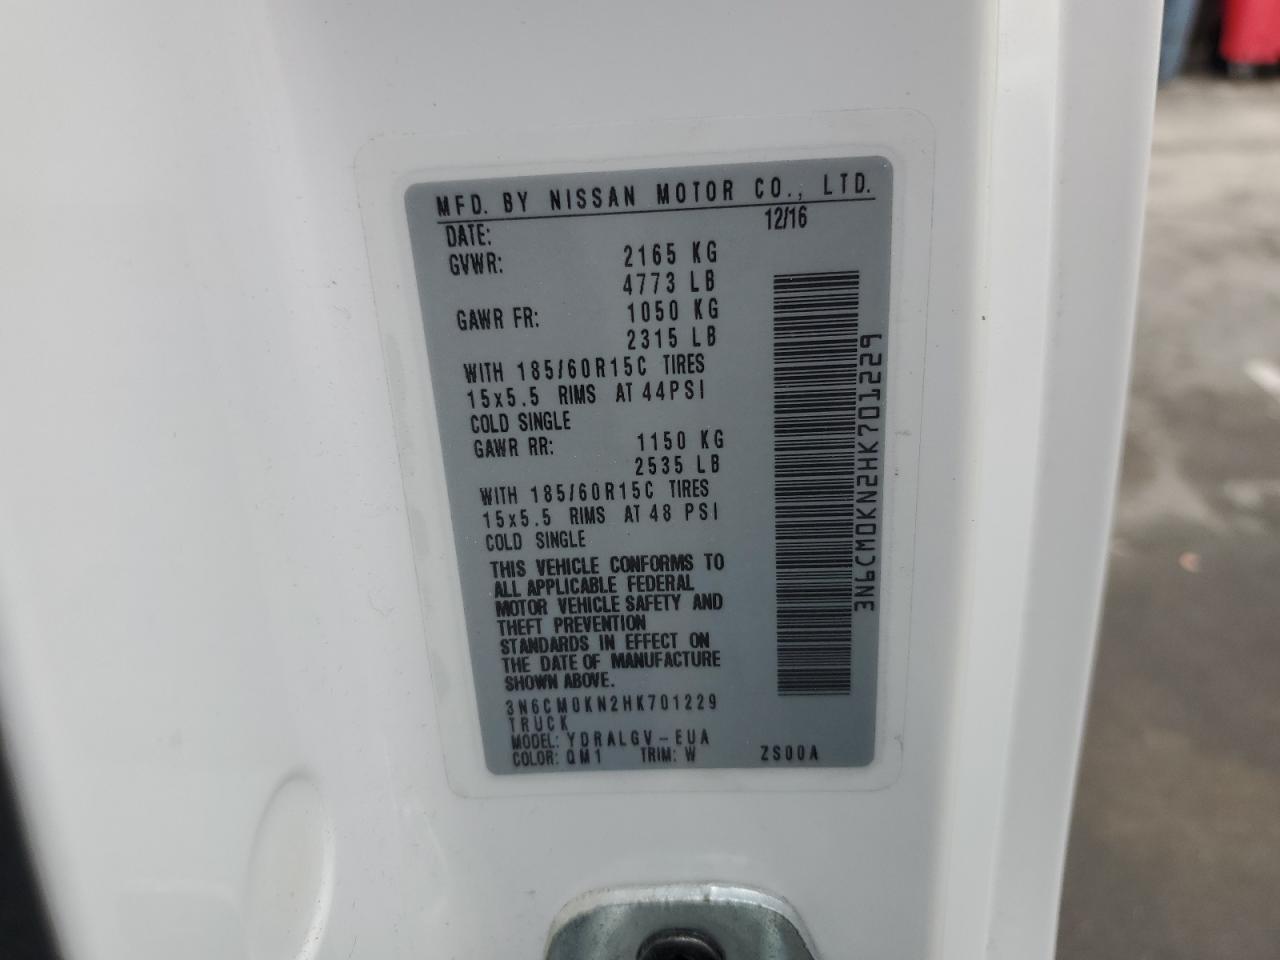 MFD. BY NISSAN MOTOR CO., LTD.
DATE: 12/16
GVWR: 2165 KG
4773 LB
GAWR FR: 1050 KG
2315 LB
WITH 185/60R15C TIRES
15x5.5 RIMS AT 44PSI
COLD SINGLE
GAWR RR: 1150 KG
2535 LB
WITH 185/60R15C TIRES
15x5.5 RIMS AT 48 PSI
COLD SINGLE
THIS VEHICLE CONFORMS TO
ALL APPLICABLE FEDERAL
MOTOR VEHICLE SAFETY AND
THEFT PREVENTION
STANDARDS IN EFFECT ON
THE DATE OF MANUFACTURE
SHOWN ABOVE.
3N6CM0KN2HK701229
TRUCK
MODEL: YDRALGV-EUA
COLOR: QM1 TRIM: W ZS00A
3N6CM0KN2HK701229